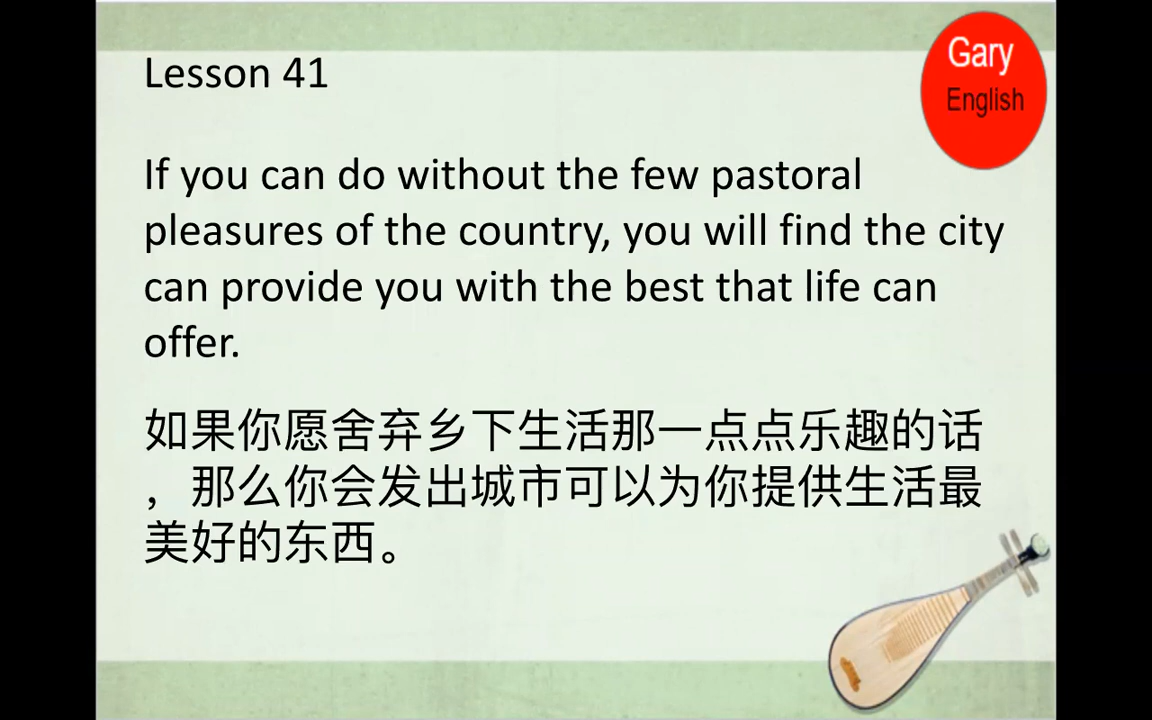 Lesson 41
Gary
English
If you can do without the few pastoral
pleasures of the country, you will find the city
can provide you with the best that life can
offer.
如果你愿舍弃乡下生活那一点点乐趣的话
，那么你会发出城市可以为你提供生活最
美好的东西。